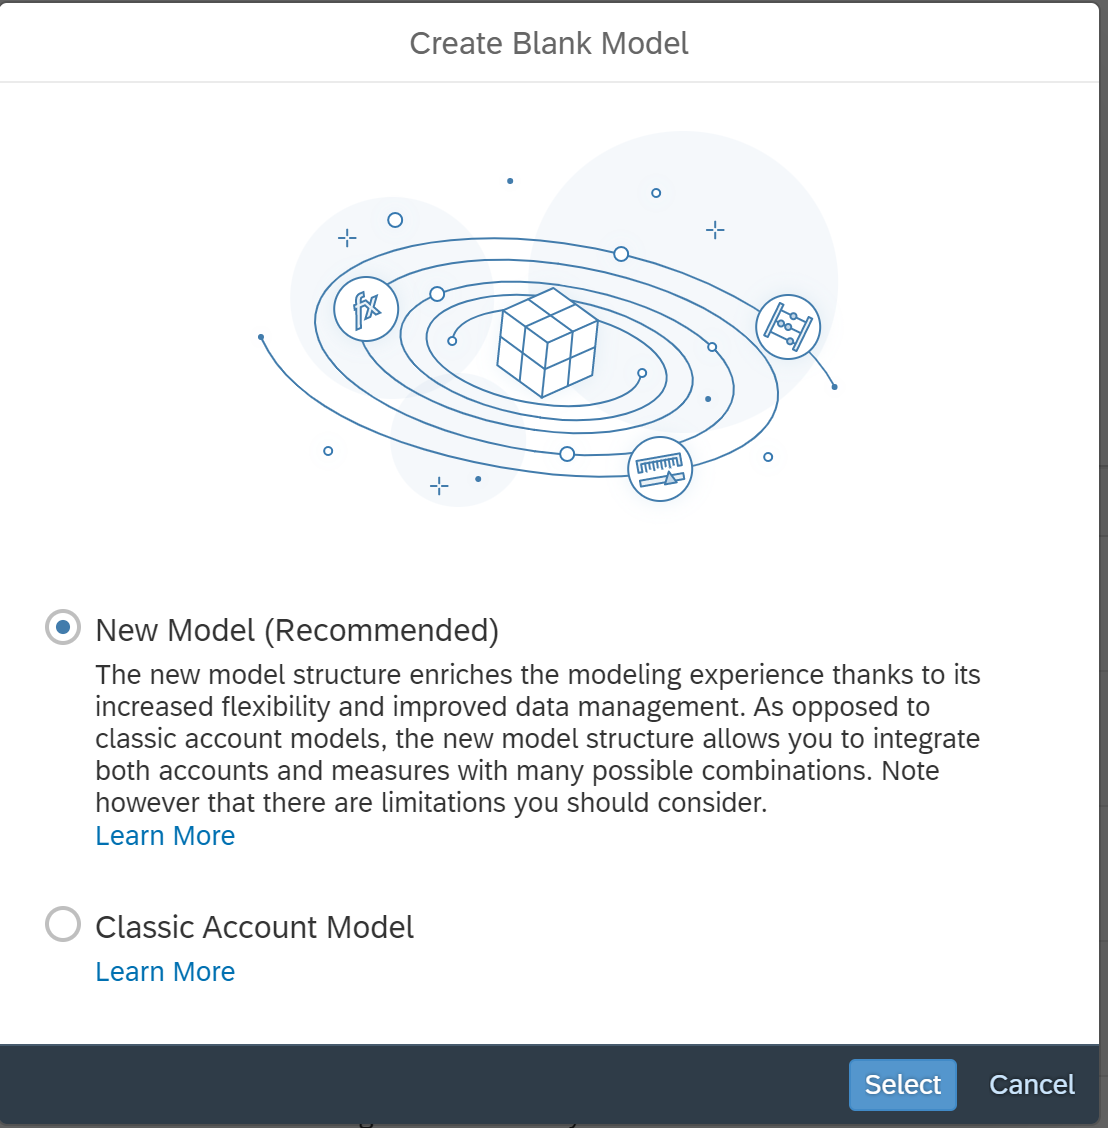 Create Blank Model
fx
New Model (Recommended)
The new model structure enriches the modeling experience thanks to its
increased flexibility and improved data management. As opposed to
classic account models, the new model structure allows you to integrate
both accounts and measures with many possible combinations. Note
however that there are limitations you should consider.
Learn More
Classic Account Model
Learn More
Select Cancel